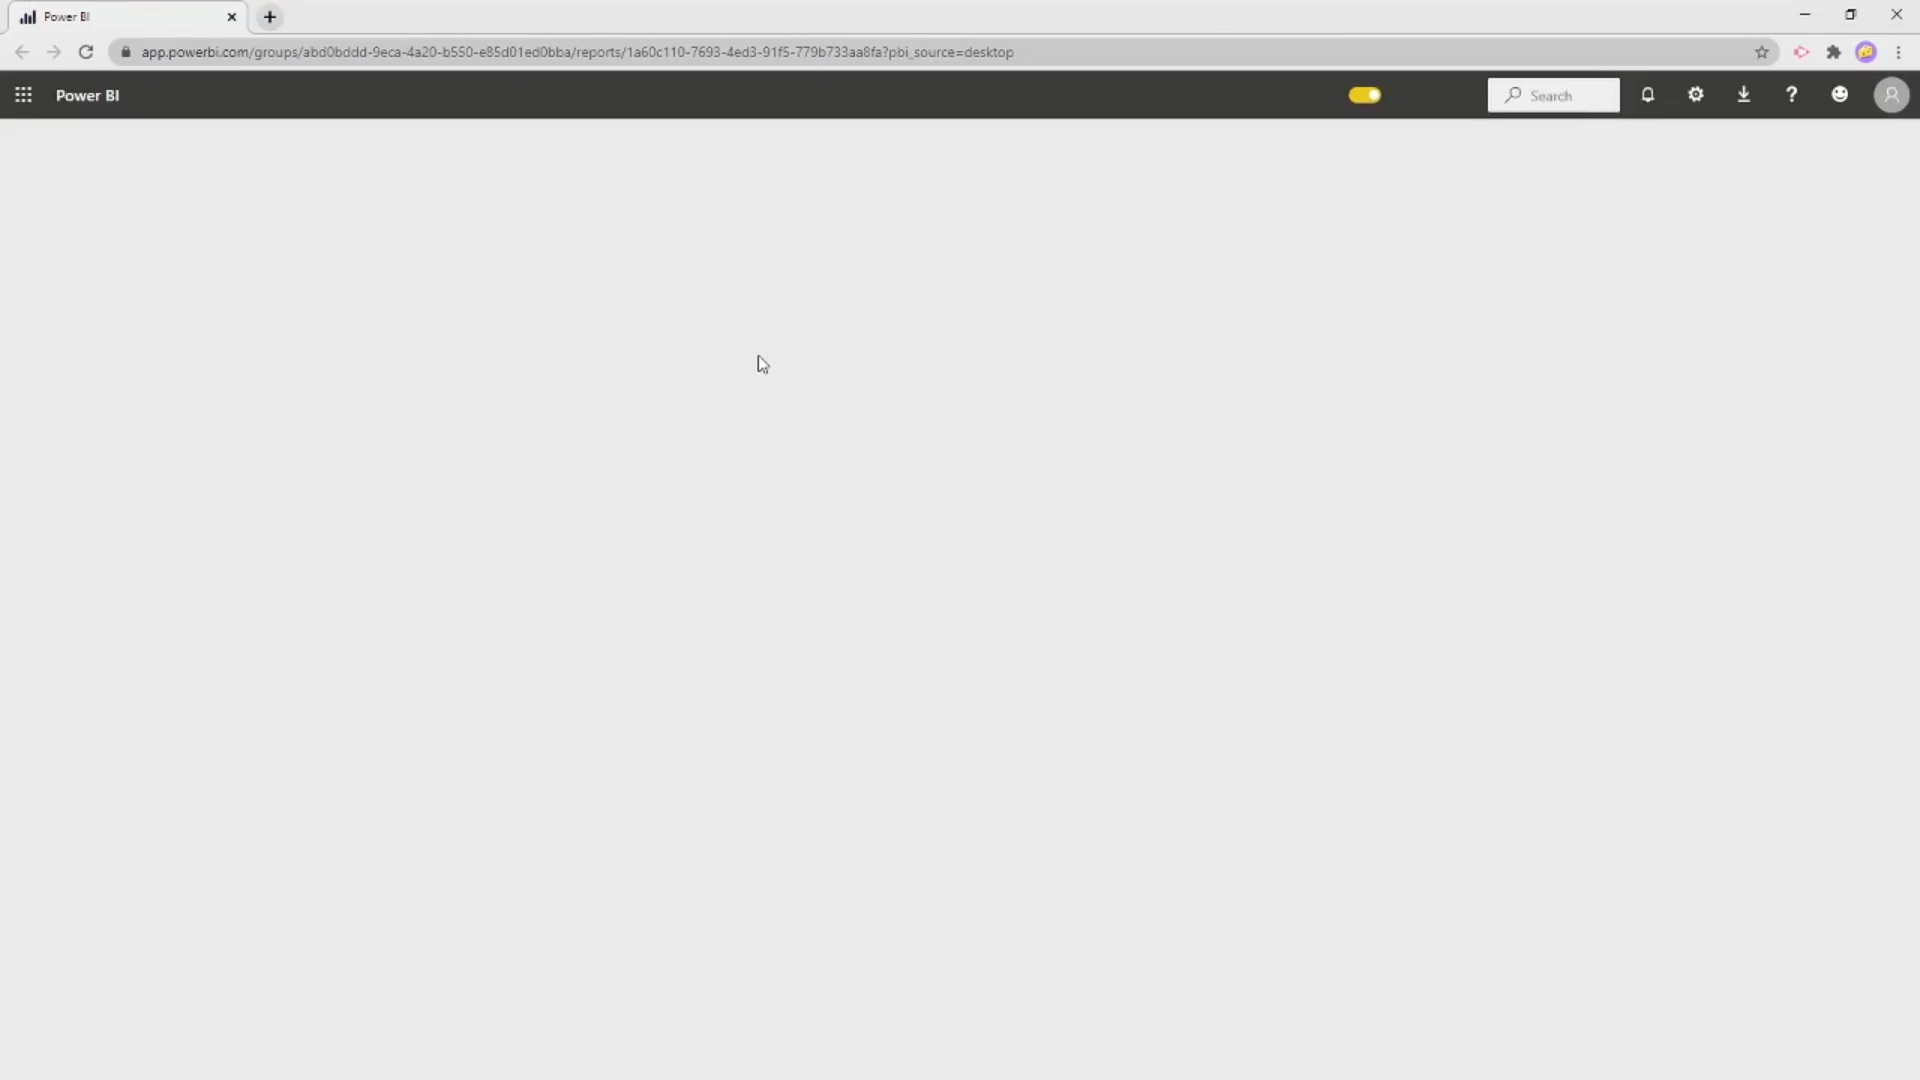 Power BI
app.powerbi.com/groups/abd0bddd-9eca-4a20-b550-e85d01ed0bba/reports/1a60c110-7693-4ed3-91f5-779b733aa8fa?pbi_source=desktop
Power BI
Search